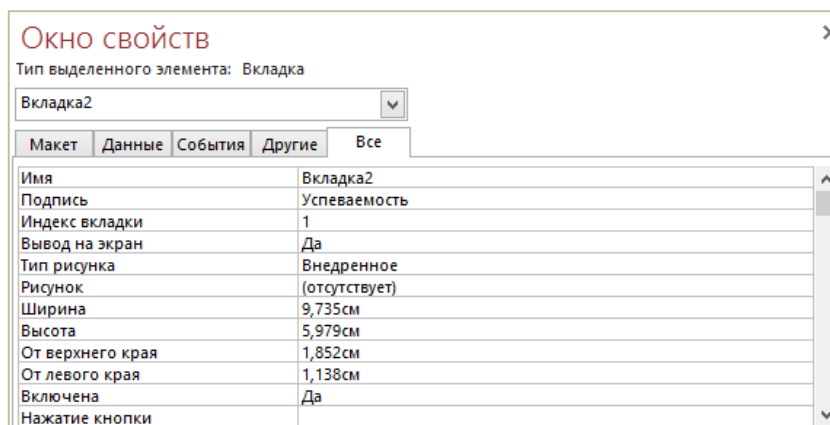 Окно свойств
Тип выделенного элемента: Вкладка
Вкладка2
Макет Данные События Другие Все
Имя Вкладка2
Подпись Успеваемость
Индекс вкладки 1
Вывод на экран Да
Тип рисунка Внедренное
Рисунок (отсутствует)
Ширина 9,735см
Высота 5,979см
От верхнего края 1,852см
От левого края 1,138см
Включена Да
Нажатие кнопки